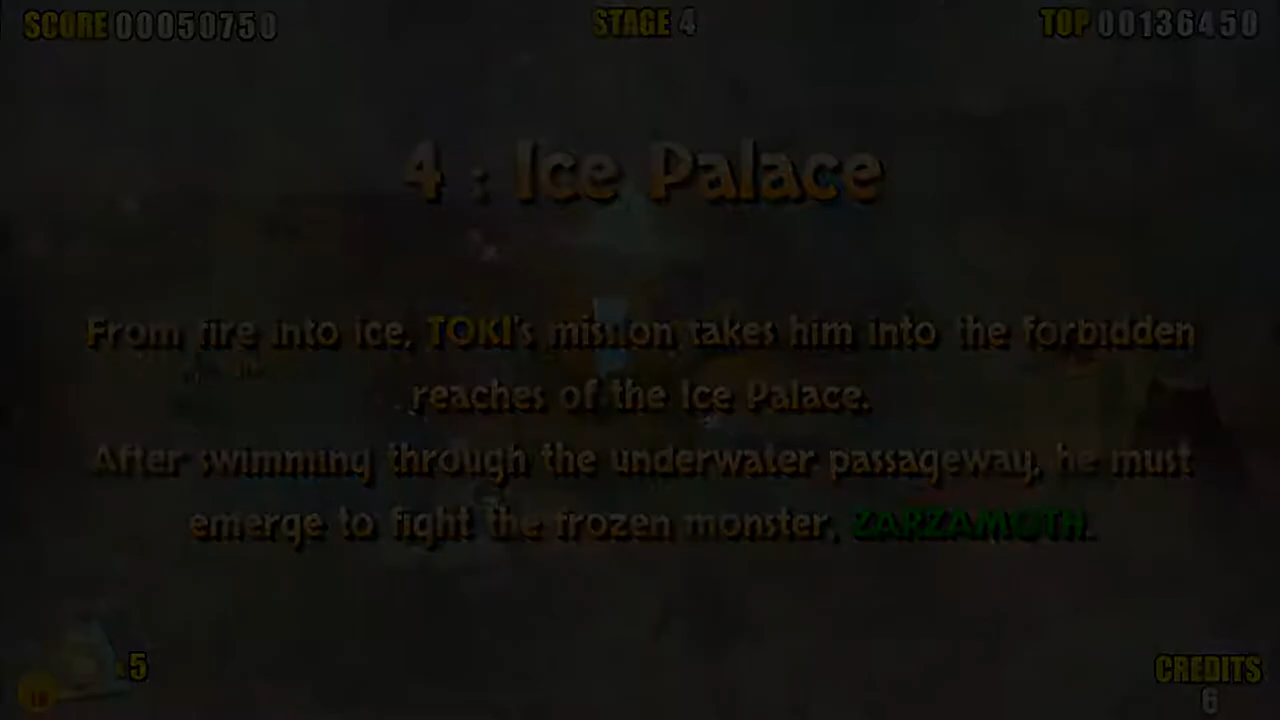 SCORE 00050750 STAGE 4 TOP 00136450
4 : Ice Palace
From fire into ice, TOKI's mission takes him into the forbidden
reaches of the Ice Palace.
After swimming through the underwater passageway, he must
emerge to fight the frozen monster, ZARZAMOTH.
x5 CREDITS
18 6